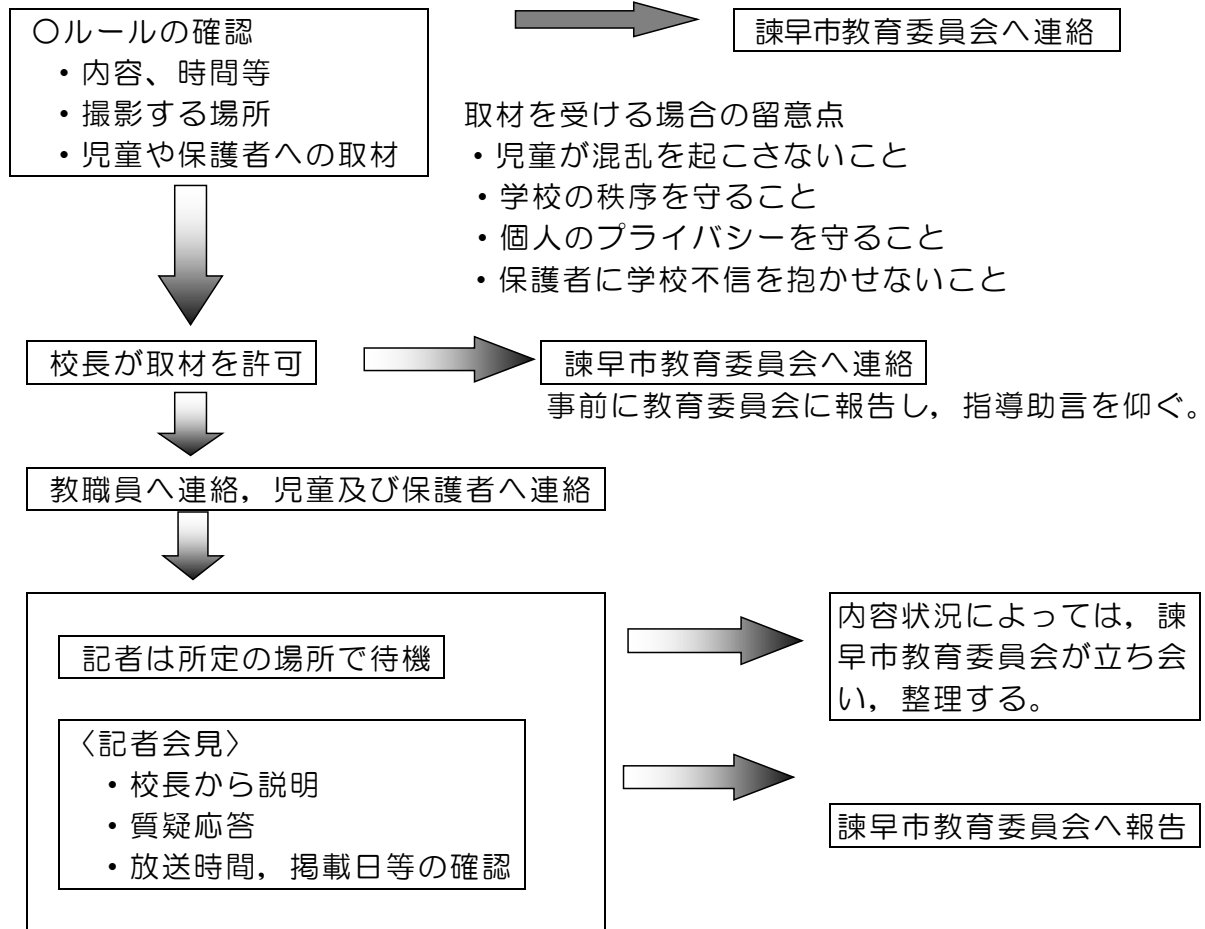 〇ルールの確認
・内容、時間等
・撮影する場所
・児童や保護者への取材
諫早市教育委員会へ連絡
取材を受ける場合の留意点
・児童が混乱を起こさないこと
・学校の秩序を守ること
・個人のプライバシーを守ること
・保護者に学校不信を抱かせないこと
校長が取材を許可
諫早市教育委員会へ連絡
事前に教育委員会に報告し，指導助言を仰ぐ。
教職員へ連絡，児童及び保護者へ連絡
記者は所定の場所で待機
内容状況によっては，諫
早市教育委員会が立ち会
い，整理する。
〈記者会見〉
・校長から説明
・質疑応答
・放送時間，掲載日等の確認
諫早市教育委員会へ報告